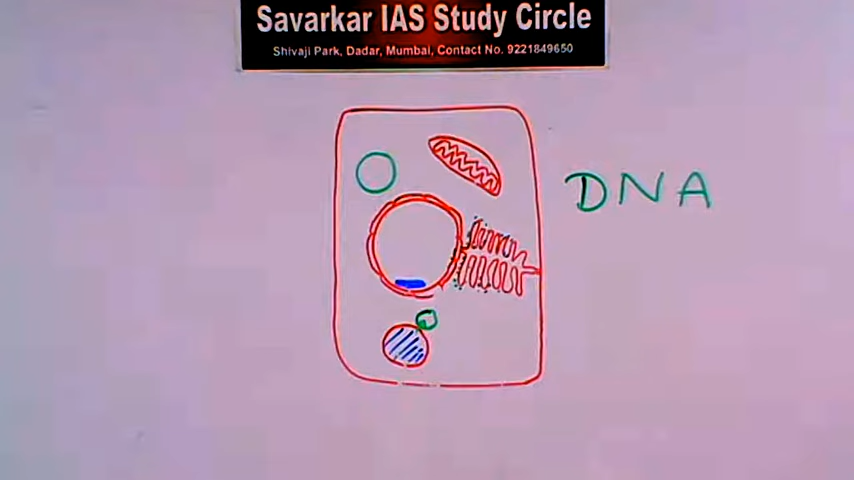 Savarkar IAS Study Circle
Shivaji Park, Dadar, Mumbai, Contact No. 9221849650
DNA